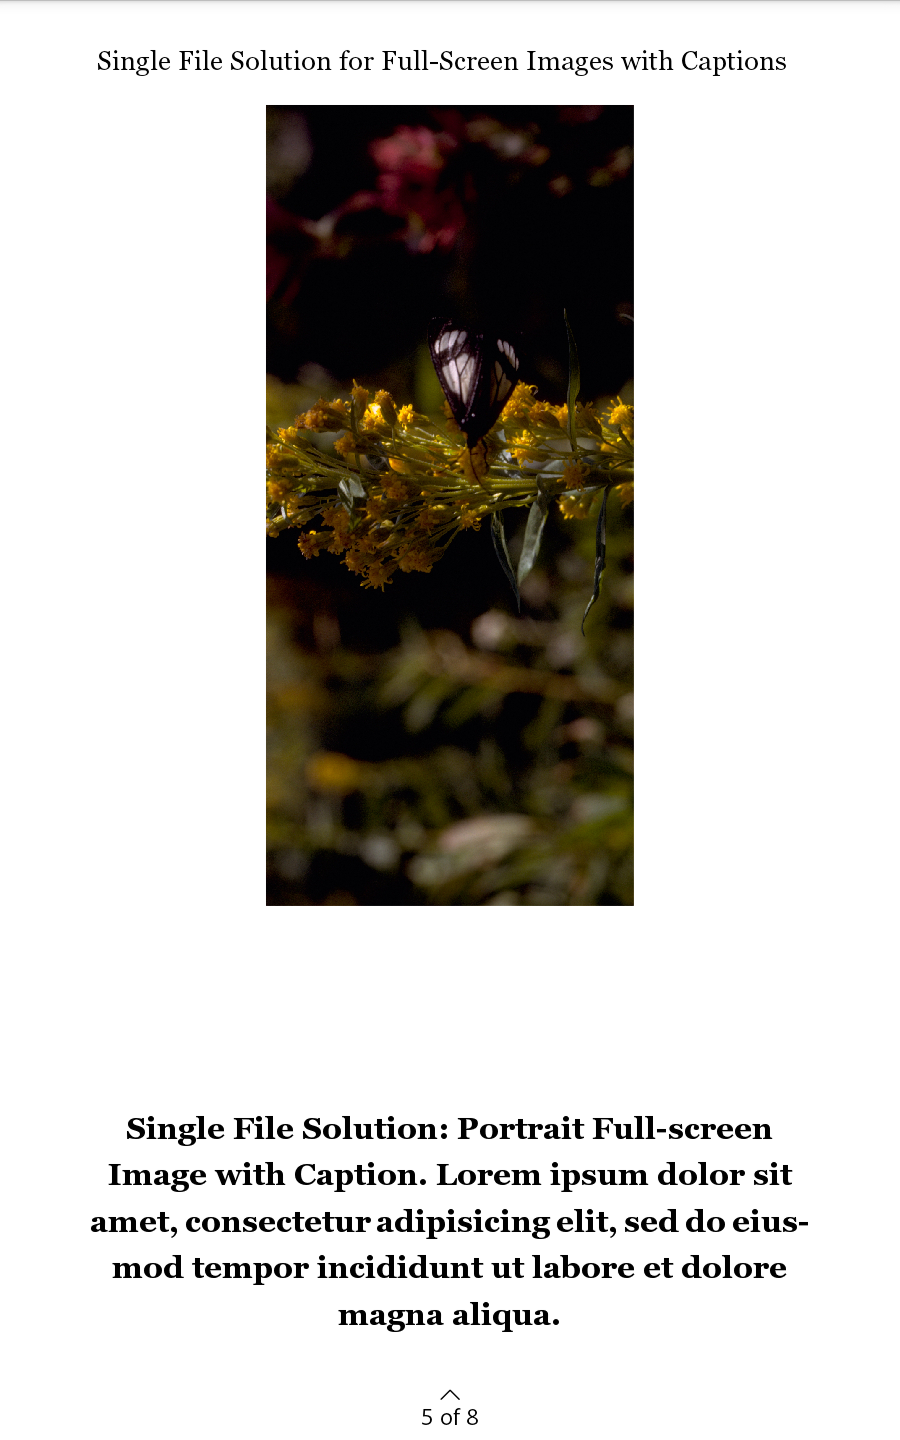 Single File Solution for Full-Screen Images with Captions
Single File Solution: Portrait Full-screen
Image with Caption. Lorem ipsum dolor sit
amet, consectetur adipisicing elit, sed do eius-
mod tempor incididunt ut labore et dolore
magna aliqua.
5 of 8